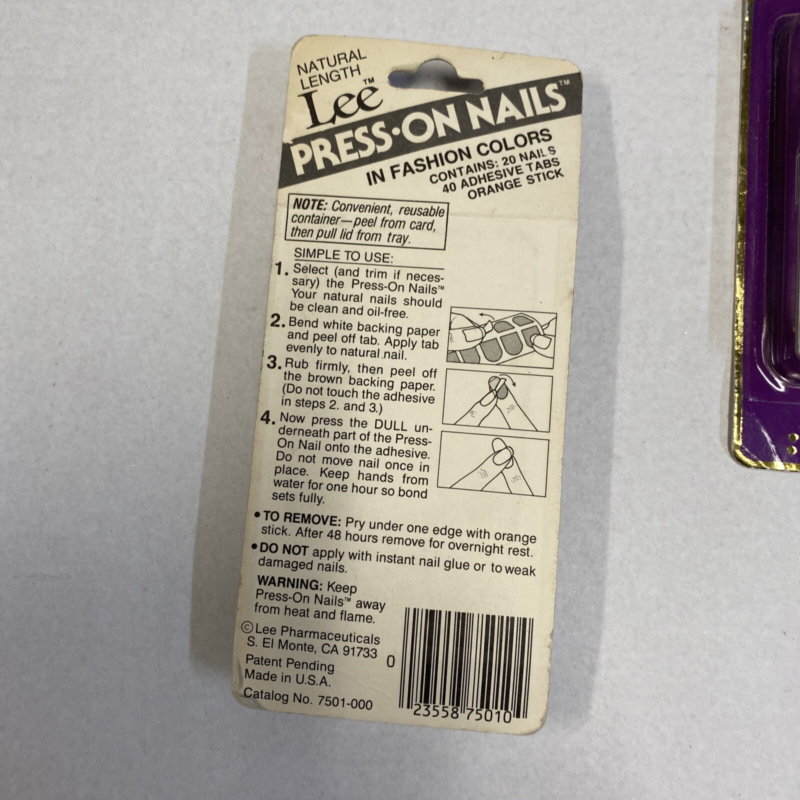 NATURAL
LENGTH
Lee™
PRESS•ON NAILS™
IN FASHION COLORS
CONTAINS: 20 NAILS
40 ADHESIVE TABS
ORANGE STICK
NOTE: Convenient, reusable
container—peel from card,
then pull lid from tray.
SIMPLE TO USE:
1. Select (and trim if neces-
sary) the Press-On Nails™
Your natural nails should
be clean and oil-free.
2. Bend white backing paper
and peel off tab. Apply tab
evenly to natural nail.
3. Rub firmly, then peel off
the brown backing paper.
(Do not touch the adhesive
in steps 2. and 3.)
4. Now press the DULL un-
derneath part of the Press-
On Nail onto the adhesive.
Do not move nail once in
place. Keep hands from
water for one hour so bond
sets fully.
• TO REMOVE: Pry under one edge with orange
stick. After 48 hours remove for overnight rest.
• DO NOT apply with instant nail glue or to weak
damaged nails.
WARNING: Keep
Press-On Nails™ away
from heat and flame.
© Lee Pharmaceuticals
S. El Monte, CA 91733
Patent Pending
Made in U.S.A.
Catalog No. 7501-000
0 23558 75010